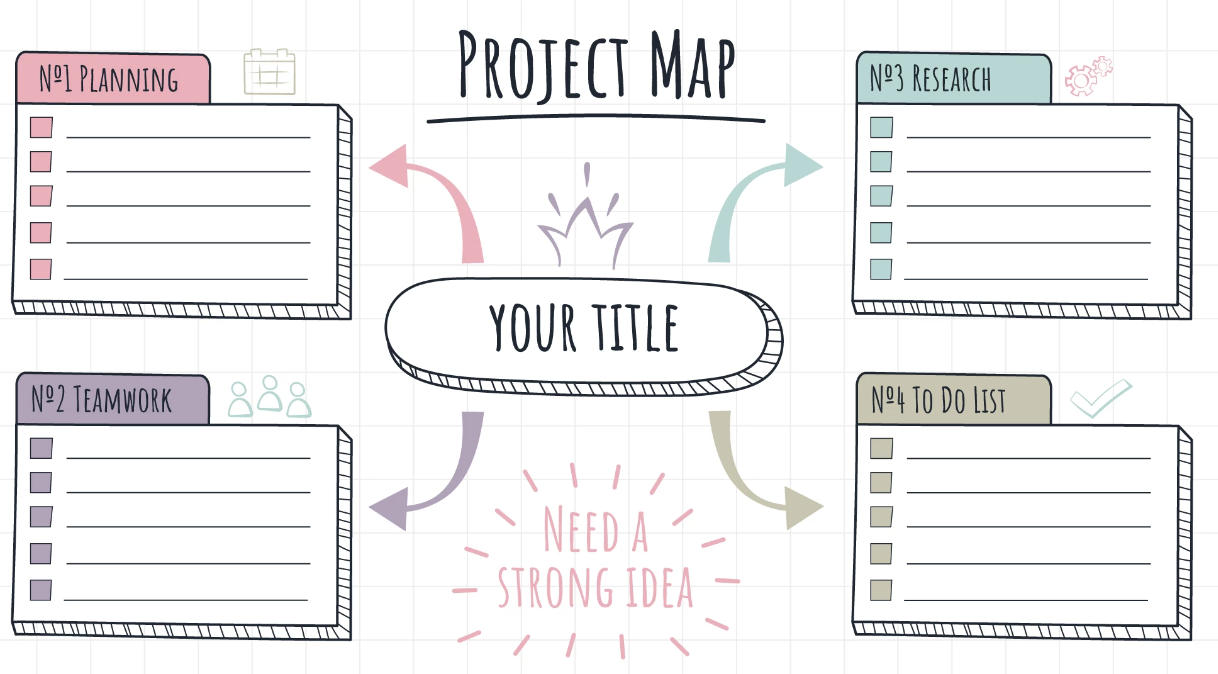 Project Map
Nº1 Planning
Nº3 Research
Your Title
Nº2 Teamwork
Nº4 To Do List
Need a
strong idea